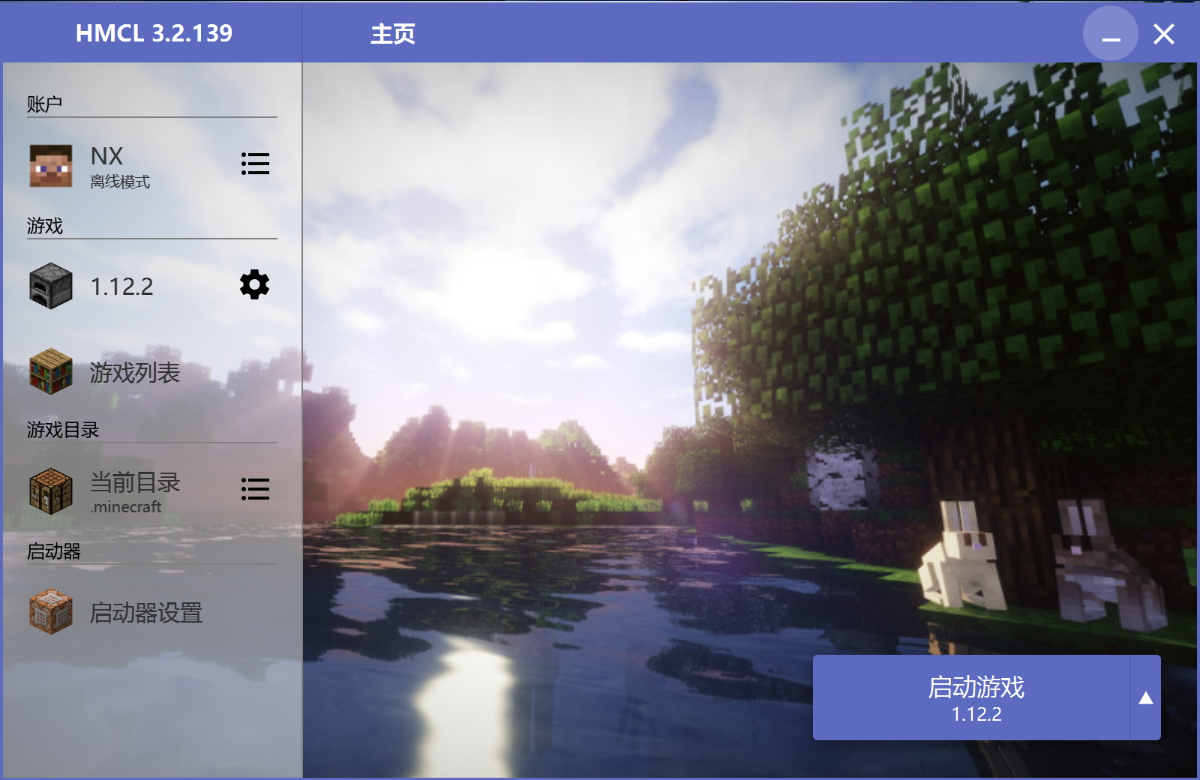 HMCL 3.2.139
主页
账户
NX
离线模式
游戏
1.12.2
游戏列表
游戏目录
当前目录
.minecraft
启动器
启动器设置
启动游戏
1.12.2